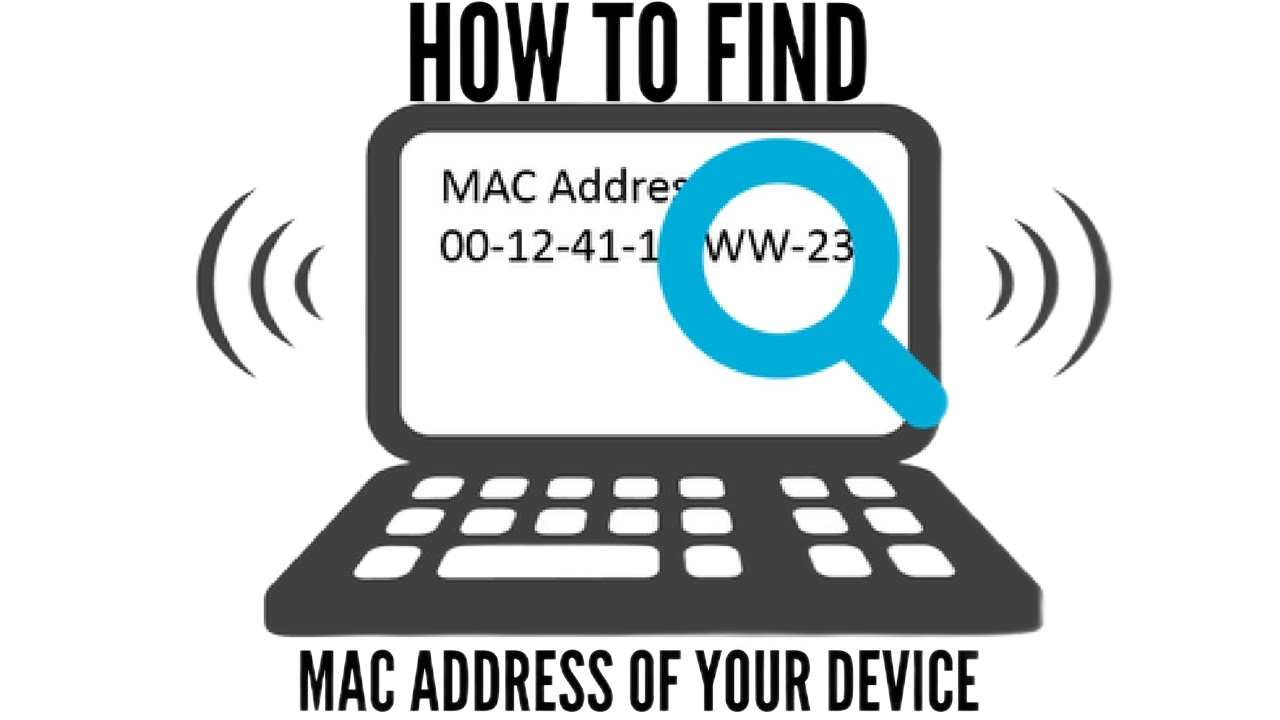 HOW TO FIND
MAC Addres
00-12-41-1 WW-23
MAC ADDRESS OF YOUR DEVICE